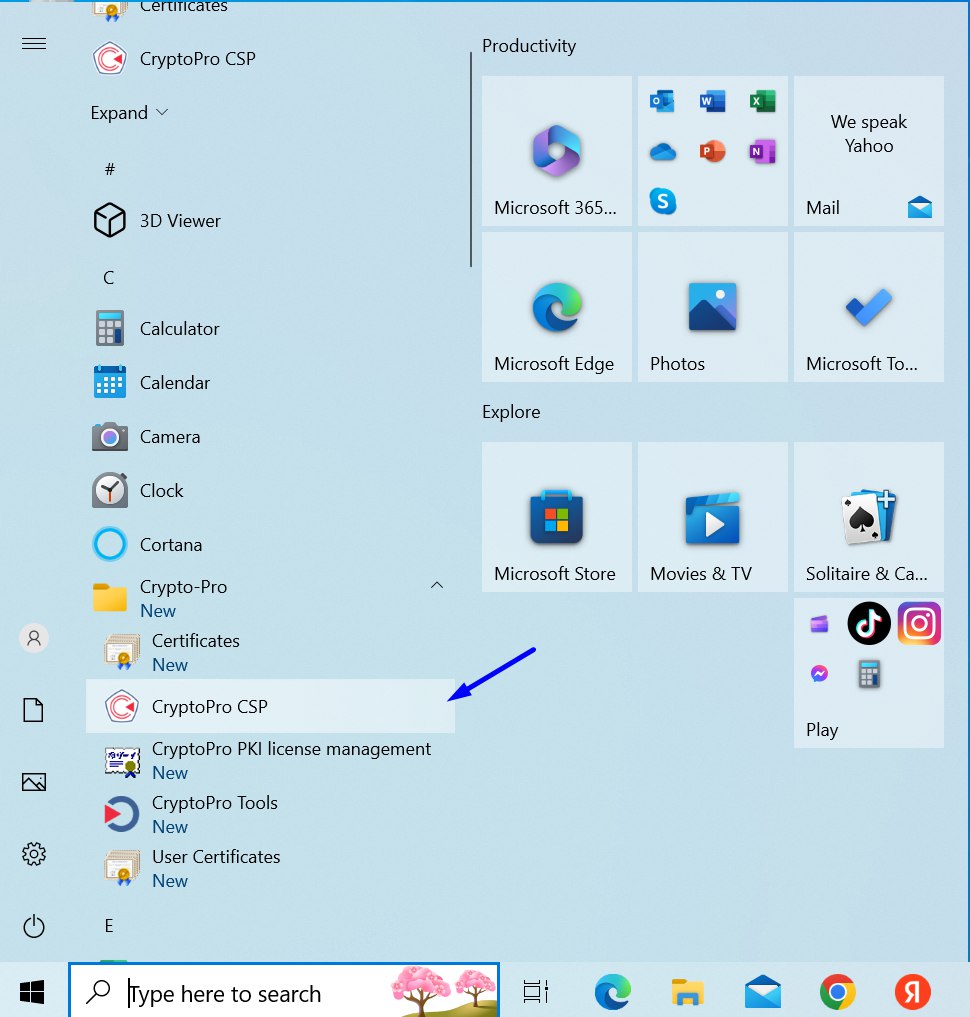 Certificates
CryptoPro CSP
Expand
#
3D Viewer
C
Calculator
Calendar
Camera
Clock
Cortana
Crypto-Pro
New
Certificates
New
CryptoPro CSP
CryptoPro PKI license management
New
CryptoPro Tools
New
User Certificates
New
E
Productivity
Microsoft 365...
We speak
Yahoo
Mail
Microsoft Edge
Photos
Microsoft To...
Explore
Microsoft Store
Movies & TV
Solitaire & Ca...
Play
Type here to search
Я